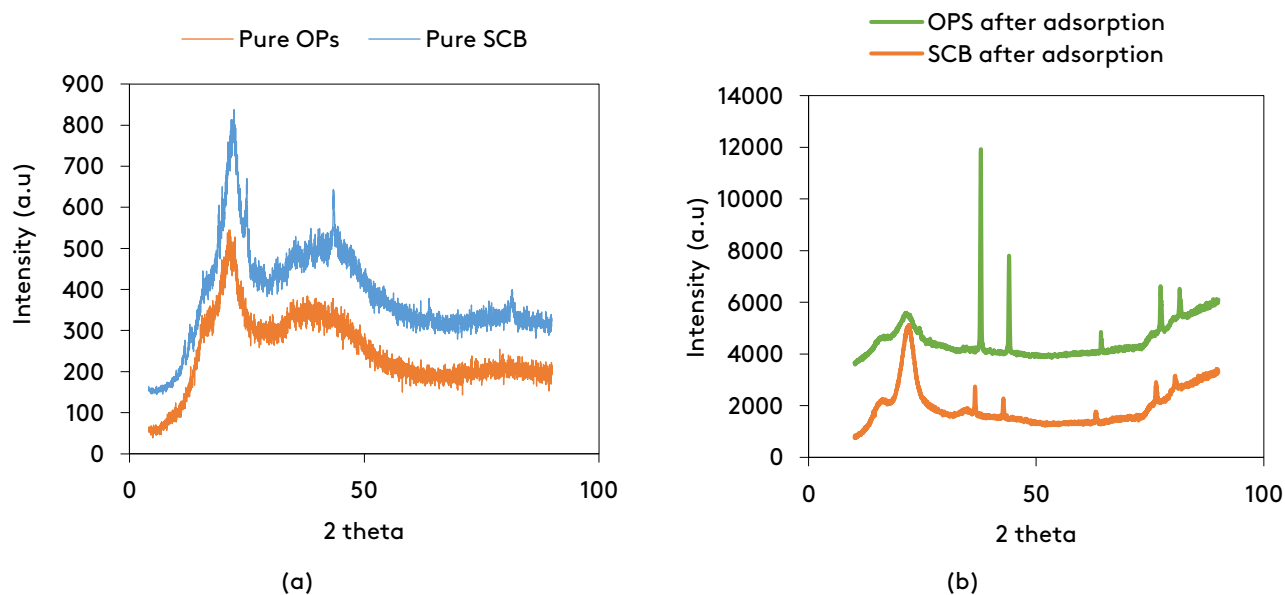 Pure OPs
Pure SCB
900
800
700
600
500
400
300
200
100
0
0
50
100
Intensity (a.u)
2 theta
(a)
OPS after adsorption
SCB after adsorption
14000
12000
10000
8000
6000
4000
2000
0
0
50
100
Intensity (a.u)
2 theta
(b)